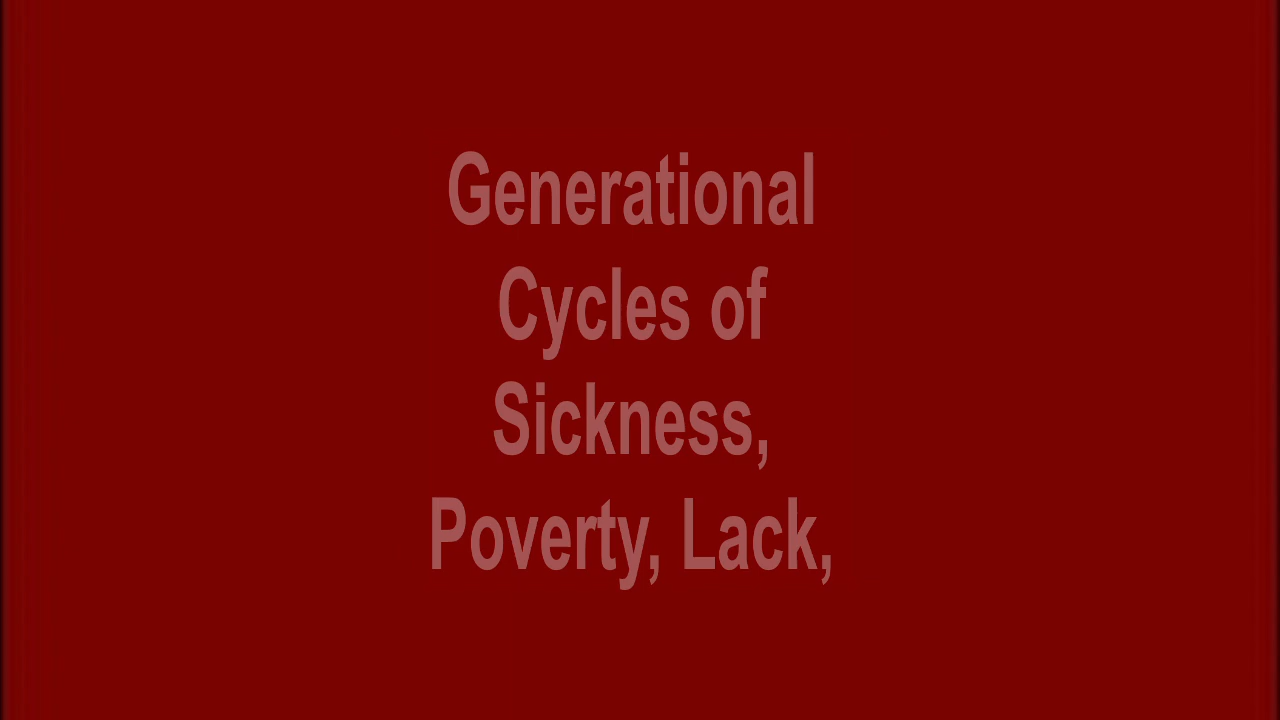 Generational
Cycles of
Sickness,
Poverty, Lack,